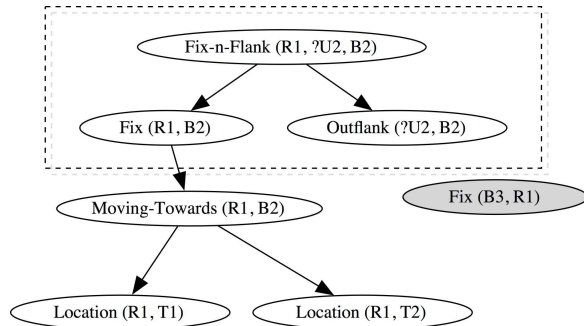 Fix-n-Flank (R1, ?U2, B2)
Fix (R1, B2)
Outflank (?U2, B2)
Moving-Towards (R1, B2)
Fix (B3, R1)
Location (R1, T1)
Location (R1, T2)